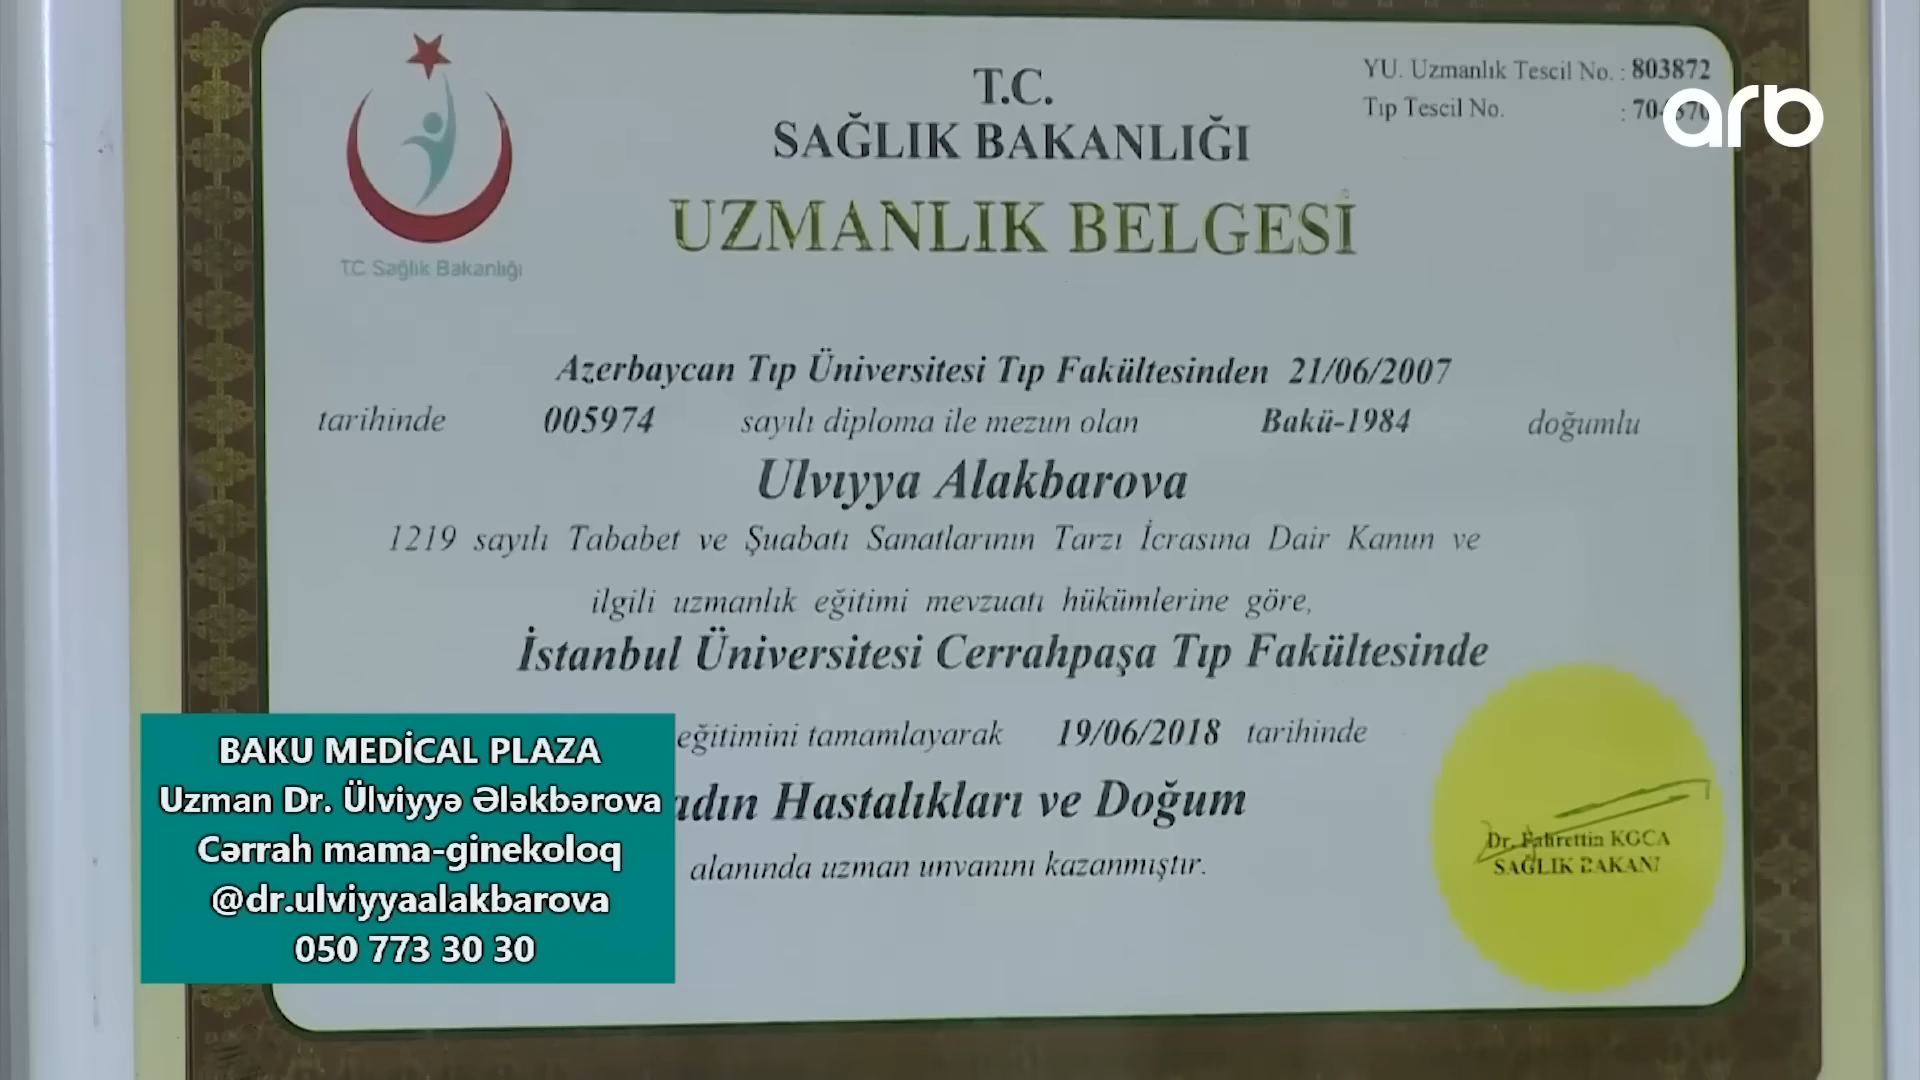 T.C.
SAĞLIK BAKANLIĞI
UZMANLIK BELGESİ
YU. Uzmanlık Tescil No. : 803872
Tıp Tescil No. :
arb
T.C. Sağlık Bakanlığı
Azerbaycan Tıp Üniversitesi Tıp Fakültesinden 21/06/2007
tarihinde 005974 sayılı diploma ile mezun olan Bakü-1984 doğumlu
Ulvıyya Alakbarova
1219 sayılı Tababet ve Şuabatı Sanatlarının Tarzı İcrasına Dair Kanun ve
ilgili uzmanlık eğitimi mevzuatı hükümlerine göre,
İstanbul Üniversitesi Cerrahpaşa Tıp Fakültesinde
eğitimini tamamlayarak 19/06/2018 tarihinde
adın Hastalıkları ve Doğum
alanında uzman unvanını kazanmıştır.
Dr. Fahrettin KOCA
SAĞLIK BAKANI
BAKU MEDİCAL PLAZA
Uzman Dr. Ülviyyə Ələkbərova
Cərrah mama-ginekoloq
@dr.ulviyyaalakbarova
050 773 30 30